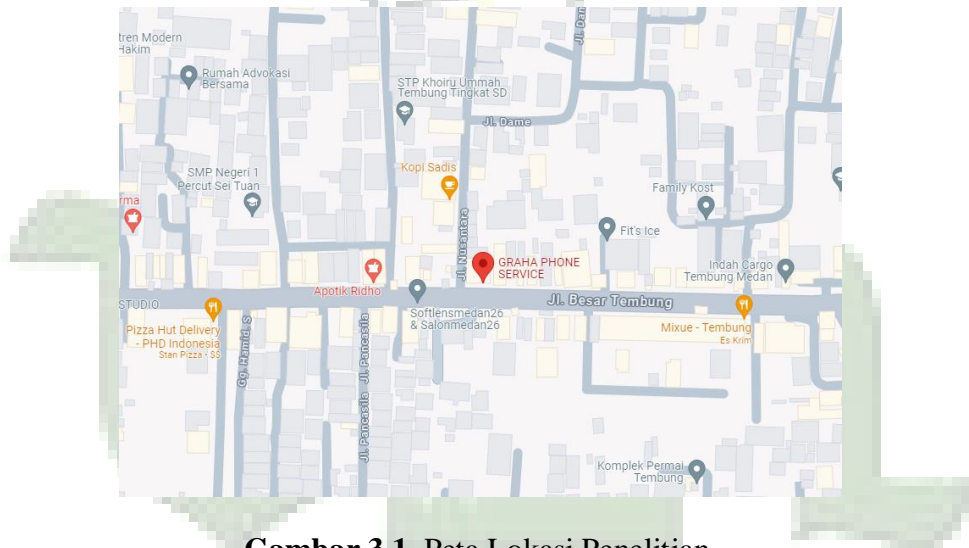 tren Modern
Hakim
Rumah Advokasi
Bersama
STP Khoiru Ummah
Tembung Tingkat SD
Jl. Dame
SMP Negeri 1
Percut Sei Tuan
Kopi Sadis
Family Kost
rma
Jl. Nusantara
Fit's Ice
GRAHA PHONE
SERVICE
Indah Cargo
Tembung Medan
Apotik Ridho
STUDIO
Jl. Besar Tembung
Softlensmedan26
& Salonmedan26
Pizza Hut Delivery
- PHD Indonesia
Stan Pizza · $$
Mixue - Tembung
Es Krim
Gg. Hamid. S
Jl. Pancasila
Jl. Pancasila
Komplek Permai
Tembung
Gambar 3.1. Peta Lokasi Penelitian